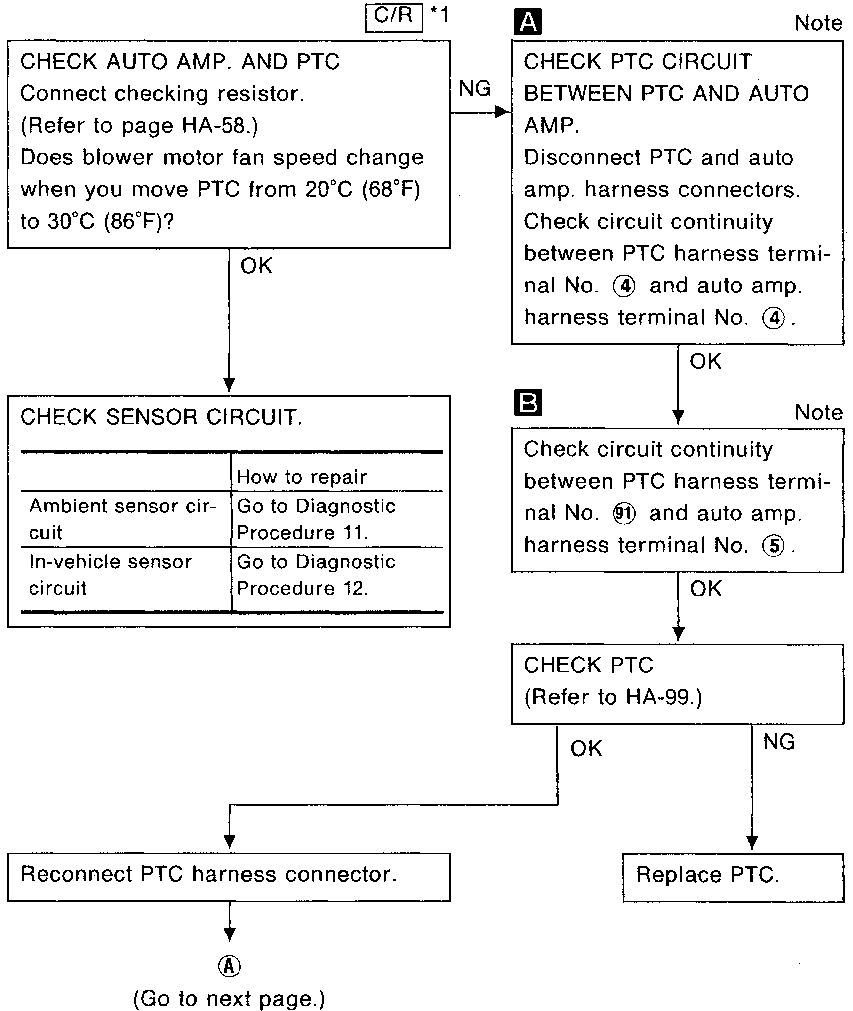 C/R *1
CHECK AUTO AMP. AND PTC
Connect checking resistor.
(Refer to page HA-58.)
Does blower motor fan speed change
when you move PTC from 20°C (68°F)
to 30°C (86°F)?
NG
OK
A
Note
CHECK PTC CIRCUIT
BETWEEN PTC AND AUTO
AMP.
Disconnect PTC and auto
amp. harness connectors.
Check circuit continuity
between PTC harness termi-
nal No. ④ and auto amp.
harness terminal No. ④.
OK
CHECK SENSOR CIRCUIT.
How to repair
Ambient sensor cir-
cuit
Go to Diagnostic
Procedure 11.
In-vehicle sensor
circuit
Go to Diagnostic
Procedure 12.
B
Note
Check circuit continuity
between PTC harness termi-
nal No. 91 and auto amp.
harness terminal No. ⑤.
OK
CHECK PTC
(Refer to HA-99.)
OK
NG
Reconnect PTC harness connector.
Replace PTC.
Ⓐ
(Go to next page.)